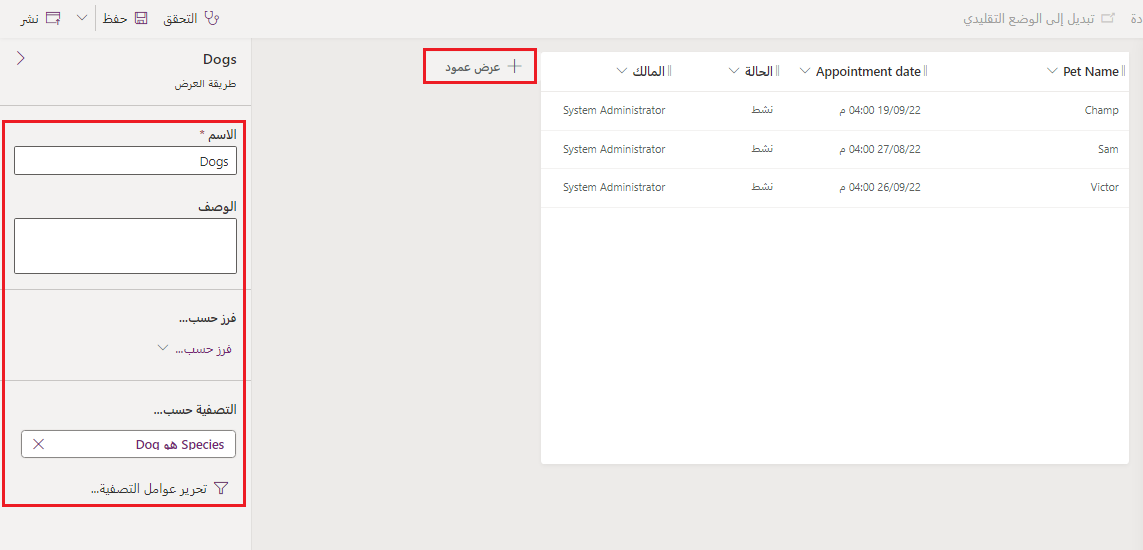 دة
تبديل إلى الوضع التقليدي
التحقق
حفظ
نشر
Pet Name
Appointment date
الحالة
المالك
عرض عمود
Champ
19/09/22 04:00 م
نشط
System Administrator
Sam
27/08/22 04:00 م
نشط
System Administrator
Victor
26/09/22 04:00 م
نشط
System Administrator
Dogs
طريقة العرض
الاسم *
Dogs
الوصف
فرز حسب...
فرز حسب...
التصفية حسب...
Species هو Dog
تحرير عوامل التصفية...